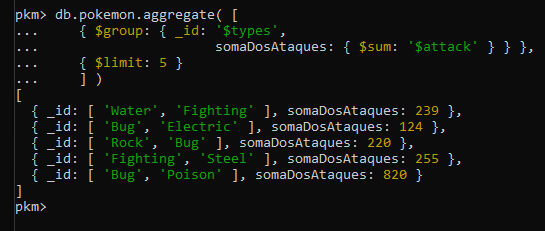 pkm> db.pokemon.aggregate( [
...     { $group: { _id: '$types',
...                 somaDosAtaques: { $sum: '$attack' } } },
...     { $limit: 5 }
...     ] )
[
  { _id: [ 'Water', 'Fighting' ], somaDosAtaques: 239 },
  { _id: [ 'Bug', 'Electric' ], somaDosAtaques: 124 },
  { _id: [ 'Rock', 'Bug' ], somaDosAtaques: 220 },
  { _id: [ 'Fighting', 'Steel' ], somaDosAtaques: 255 },
  { _id: [ 'Bug', 'Poison' ], somaDosAtaques: 820 }
]
pkm>